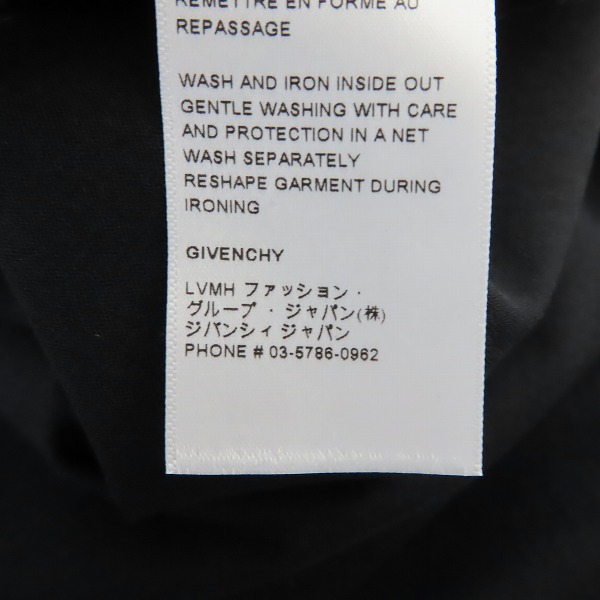 REMETTRE EN FORME AU
REPASSAGE
WASH AND IRON INSIDE OUT
GENTLE WASHING WITH CARE
AND PROTECTION IN A NET
WASH SEPARATELY
RESHAPE GARMENT DURING
IRONING
GIVENCHY
LVMH ファッション・
グループ・ジャパン(株)
ジバンシィ ジャパン
PHONE # 03-5786-0962